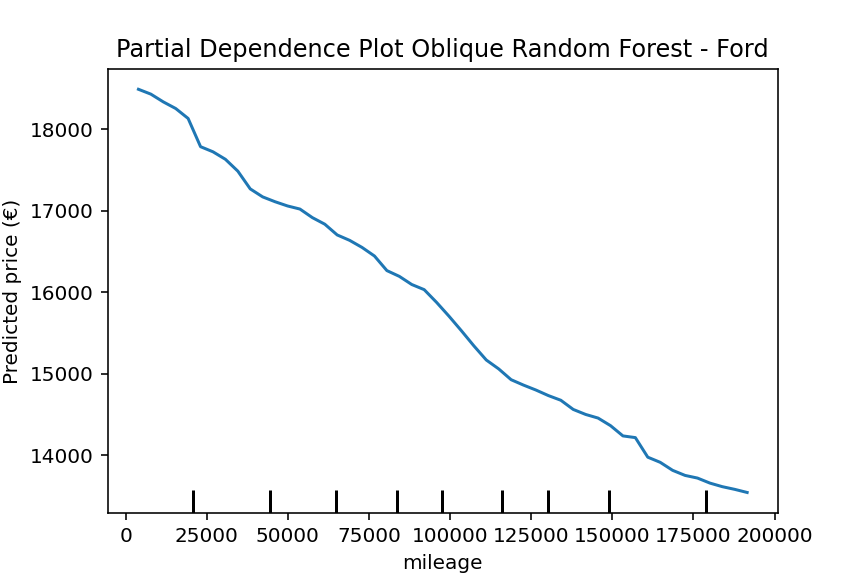 Partial Dependence Plot Oblique Random Forest - Ford
Predicted price (€)
18000
17000
16000
15000
14000
0 25000 50000 75000 100000 125000 150000 175000 200000
mileage